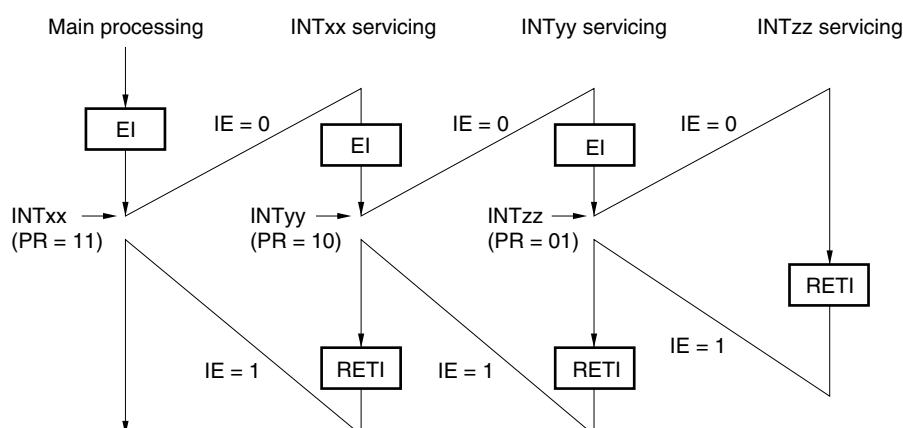 Main processing INTxx servicing INTyy servicing INTzz servicing
IE = 0 IE = 0 IE = 0
EI EI EI
INTxx INTyy INTzz
(PR = 11) (PR = 10) (PR = 01)
RETI
IE = 1 RETI IE = 1 RETI IE = 1